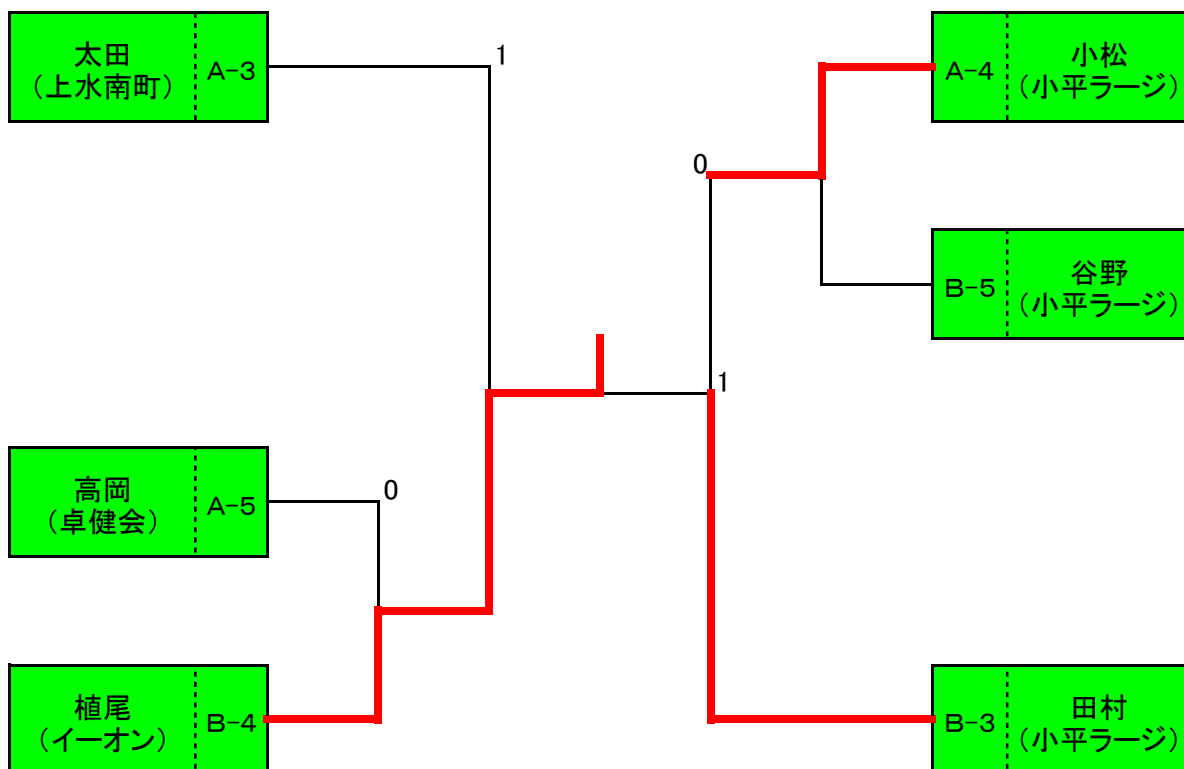 太田
（上水南町）
A-3
1
A-4
小松
（小平ラージ）
0
B-5
谷野
（小平ラージ）
1
高岡
（卓健会）
A-5
0
植尾
（イーオン）
B-4
B-3
田村
（小平ラージ）